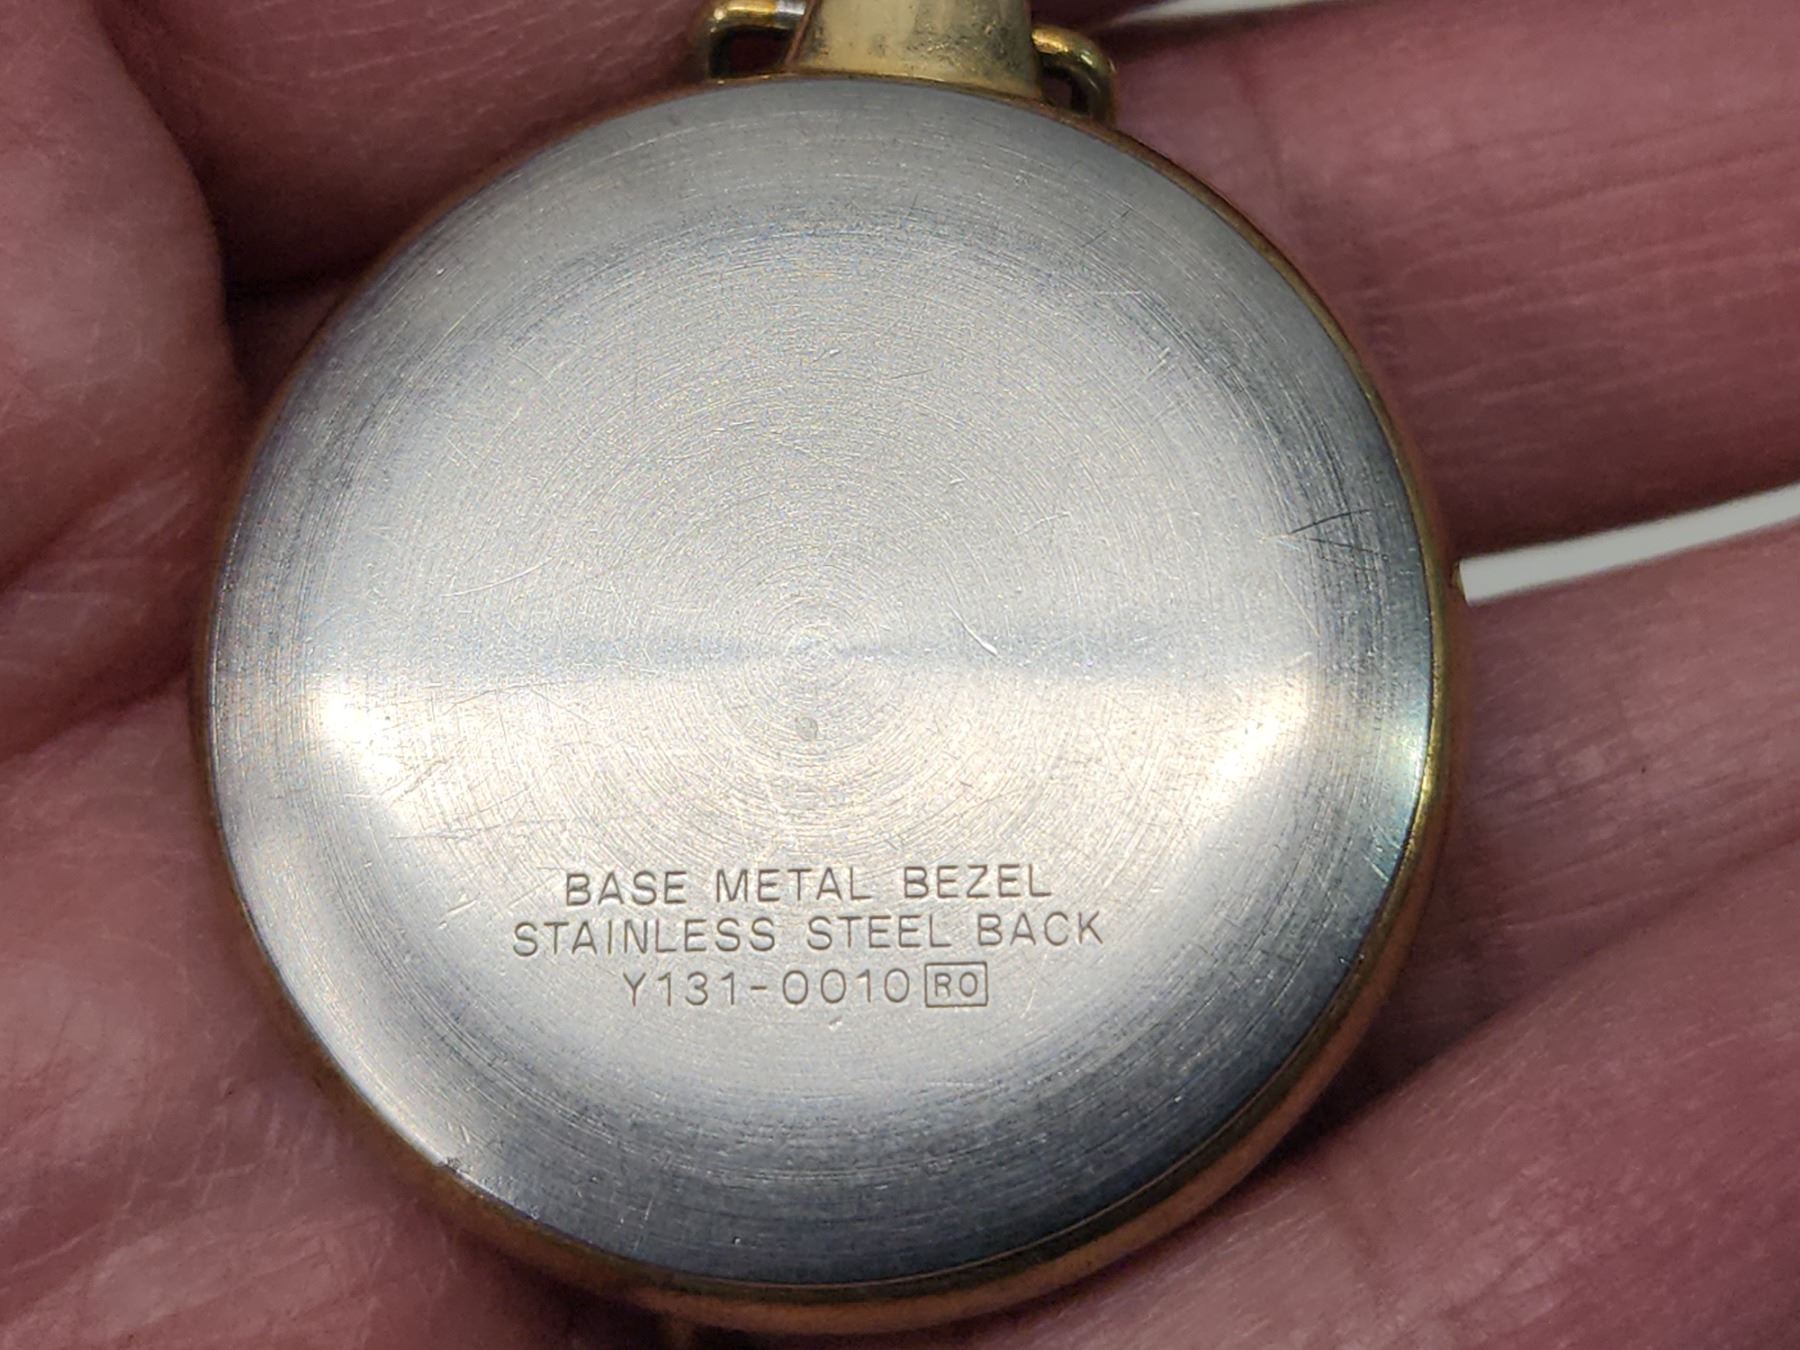 BASE METAL BEZEL
STAINLESS STEEL BACK
Y131-0010 RO